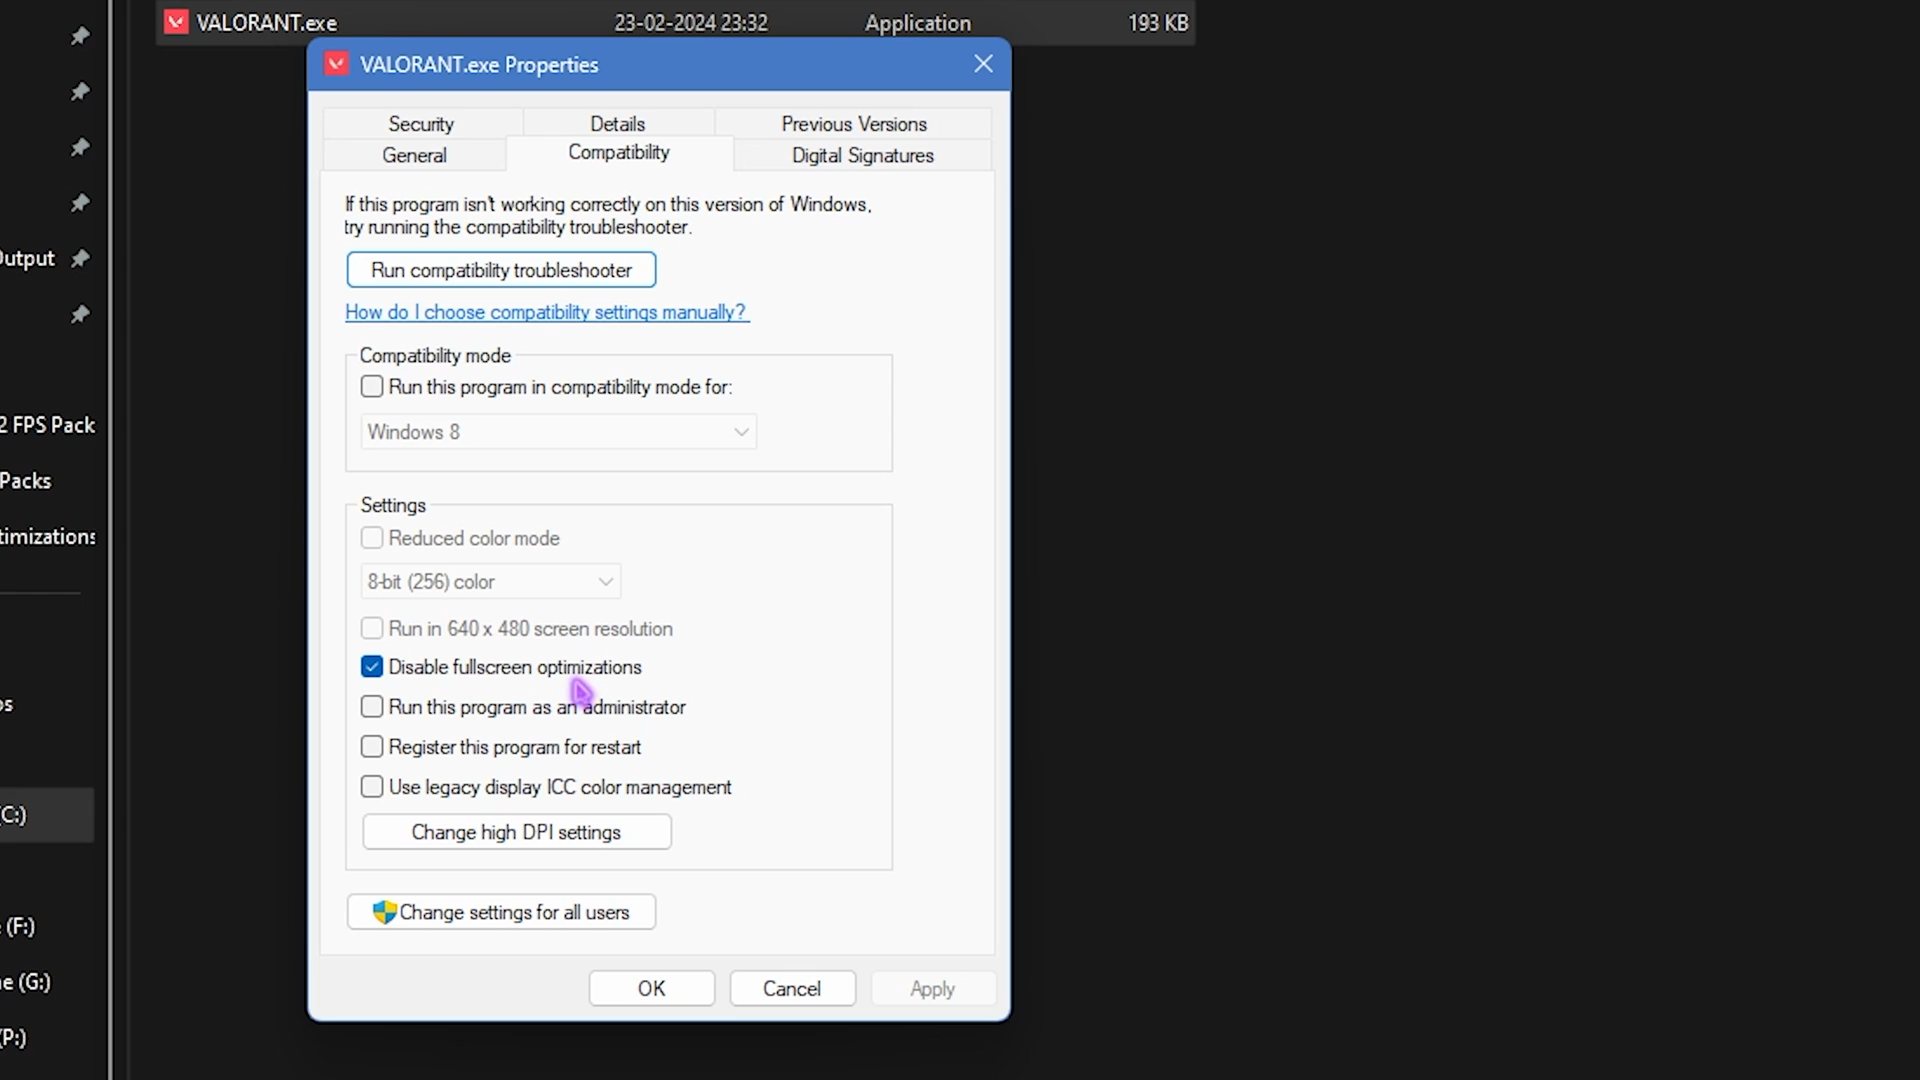 VALORANT.exe 23-02-2024 23:32 Application 193 KB
VALORANT.exe Properties
Security Details Previous Versions
General Compatibility Digital Signatures
If this program isn't working correctly on this version of Windows,
try running the compatibility troubleshooter.
Run compatibility troubleshooter
How do I choose compatibility settings manually?
Compatibility mode
Run this program in compatibility mode for:
Windows 8
Settings
Reduced color mode
8-bit (256) color
Run in 640 x 480 screen resolution
Disable fullscreen optimizations
Run this program as an administrator
Register this program for restart
Use legacy display ICC color management
Change high DPI settings
Change settings for all users
OK Cancel Apply
Output
2 FPS Pack
Packs
timizations
os
(C:)
(F:)
e (G:)
(P:)